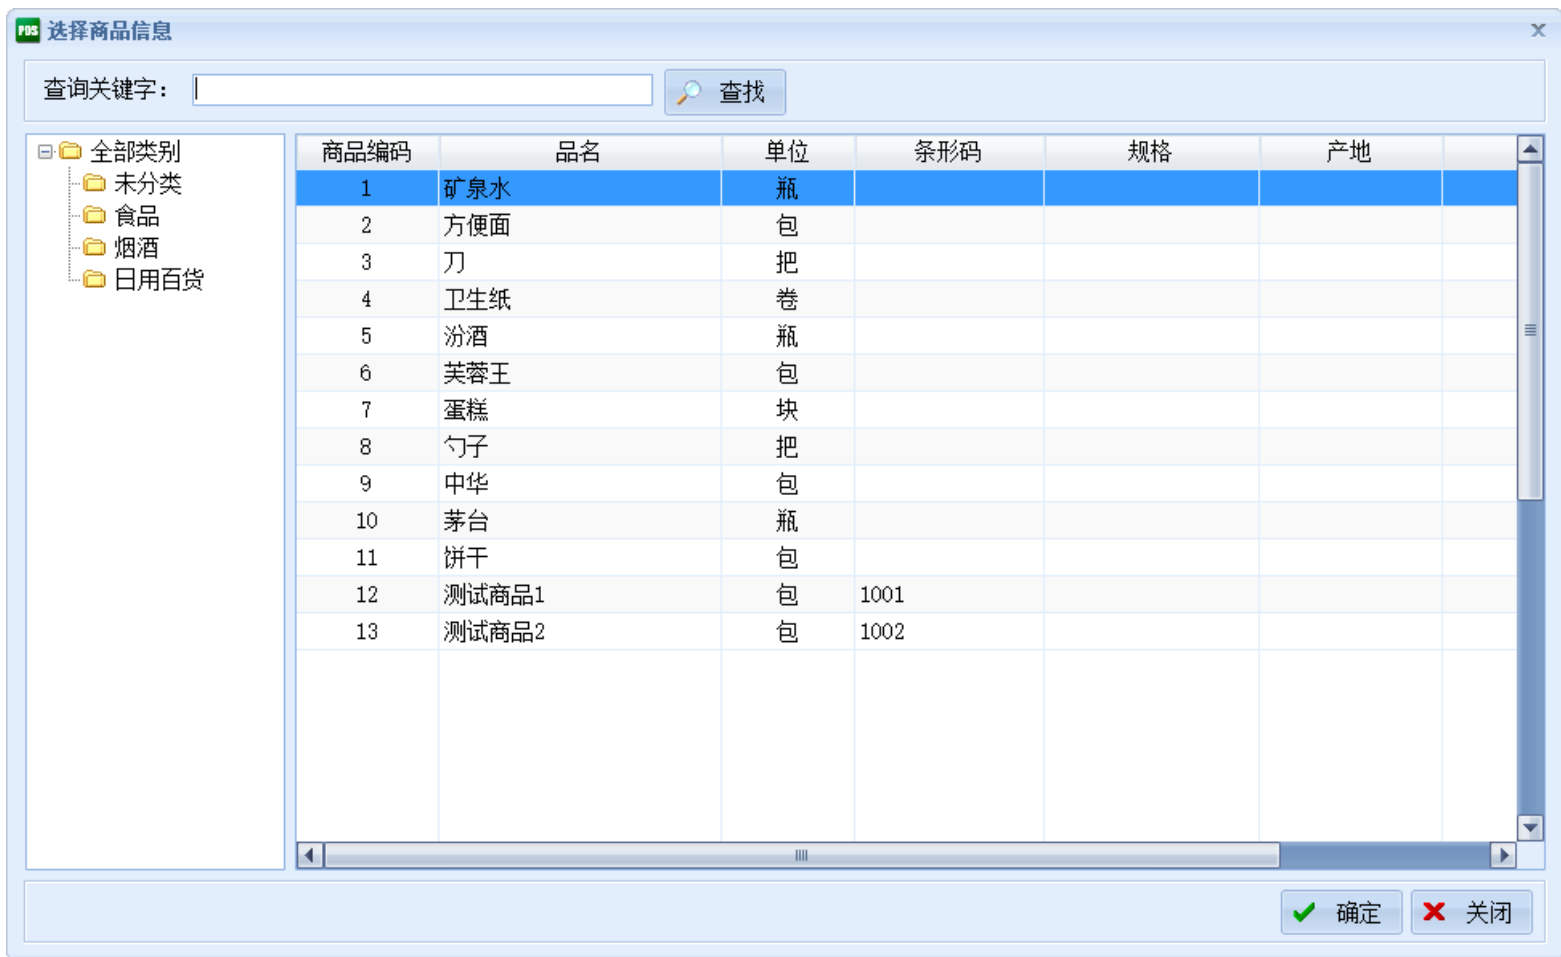 POS 选择商品信息
查询关键字： 查找
全部类别
未分类
食品
烟酒
日用百货
商品编码 品名 单位 条形码 规格 产地
1 矿泉水 瓶
2 方便面 包
3 刀 把
4 卫生纸 卷
5 汾酒 瓶
6 芙蓉王 包
7 蛋糕 块
8 勺子 把
9 中华 包
10 茅台 瓶
11 饼干 包
12 测试商品1 包 1001
13 测试商品2 包 1002
确定 关闭